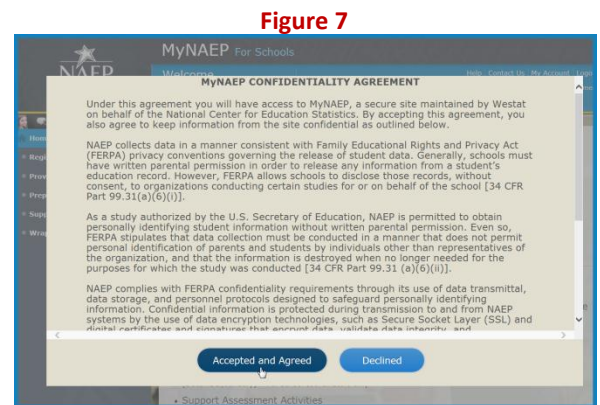 Figure 7
MyNAEP For Schools
NAEP
Welcome
Help Contact Us My Account Login
MYNAEP CONFIDENTIALITY AGREEMENT
Under this agreement you will have access to MyNAEP, a secure site maintained by Westat
on behalf of the National Center for Education Statistics. By accepting this agreement, you
also agree to keep information from the site confidential as outlined below.
NAEP collects data in a manner consistent with Family Educational Rights and Privacy Act
(FERPA) privacy conventions governing the release of student data. Generally, schools must
have written parental permission in order to release any information from a student's
education record. However, FERPA allows schools to disclose those records, without
consent, to organizations conducting certain studies for or on behalf of the school [34 CFR
Part 99.31(a)(6)(i)].
As a study authorized by the U.S. Secretary of Education, NAEP is permitted to obtain
personally identifying student information without written parental permission. Even so,
FERPA stipulates that data collection must be conducted in a manner that does not permit
personal identification of parents and students by individuals other than representatives of
the organization, and that the information is destroyed when no longer needed for the
purposes for which the study was conducted [34 CFR Part 99.31 (a)(6)(ii)].
NAEP complies with FERPA confidentiality requirements through its use of data transmittal,
data storage, and personnel protocols designed to safeguard personally identifying
information. Confidential information is protected during transmission to and from NAEP
systems by the use of data encryption technologies, such as Secure Socket Layer (SSL) and
digital certificates and signatures that encrypt data, validate data integrity, and
Accepted and Agreed
Declined
• Support Assessment Activities